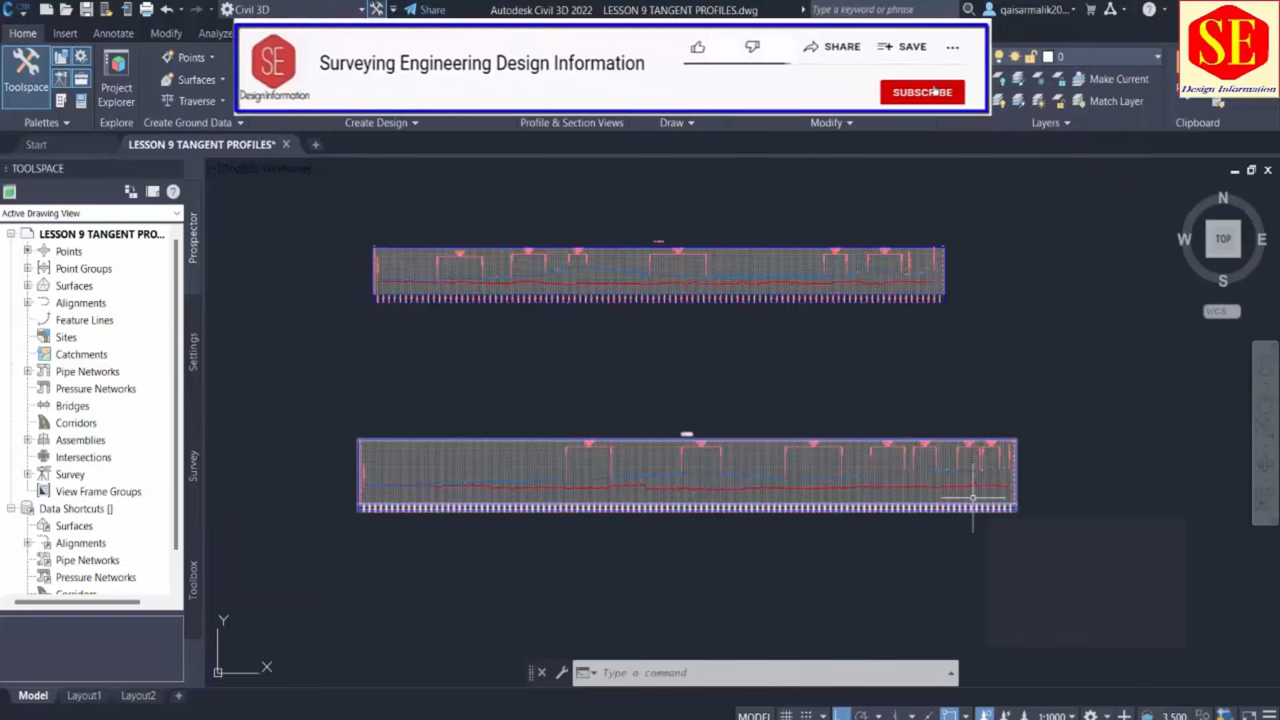 Civil 3D
Share
Autodesk Civil 3D 2022 LESSON 9 TANGENT PROFILES.dwg
Type a keyword or phrase
qaisarmalik20...
Home
Insert
Annotate
Modify
Analyze
Toolspace
Project
Explorer
Points
Surfaces
Traverse
Palettes
Explore
Create Ground Data
Create Design
Profile & Section Views
Draw
Modify
Layers
Clipboard
0
Make Current
Match Layer
SE
Design Information
Surveying Engineering Design Information
SHARE
SAVE
SUBSCRIBE
SE
Design Information
Start
LESSON 9 TANGENT PROFILES*
TOOLSPACE
Active Drawing View
LESSON 9 TANGENT PRO...
Points
Point Groups
Surfaces
Alignments
Feature Lines
Sites
Catchments
Pipe Networks
Pressure Networks
Bridges
Corridors
Assemblies
Intersections
Survey
View Frame Groups
Data Shortcuts []
Surfaces
Alignments
Pipe Networks
Pressure Networks
Corridors
Prospector
Settings
Survey
Toolbox
N
W
TOP
E
S
WCS
Y
X
Type a command
Model
Layout1
Layout2
MODEL
1:1000
3.500